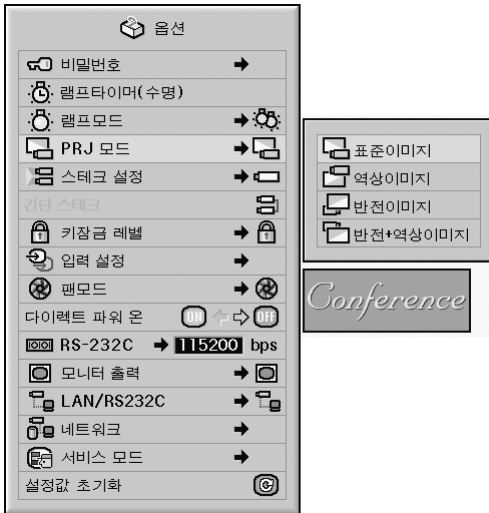 옵션
비밀번호
램프타이머(수명)
램프모드
PRJ 모드
스테크 설정
간단 스테크
키잠금 레벨
입력 설정
팬모드
다이렉트 파워 온 ON OFF
RS-232C 115200 bps
모니터 출력
LAN/RS232C
네트워크
서비스 모드
설정값 초기화
표준이미지
역상이미지
반전이미지
반전+역상이미지
Conference